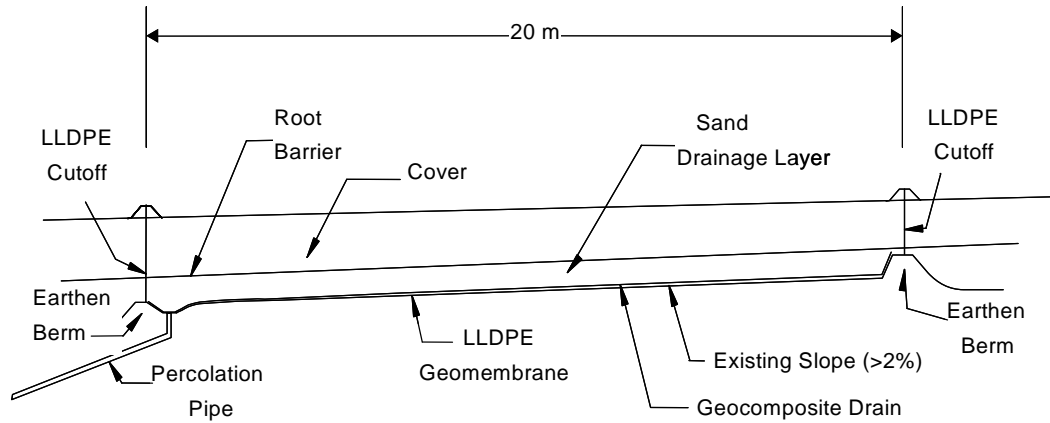 20 m
LLDPE
Cutoff
Root
Barrier
Cover
Sand
Drainage Layer
LLDPE
Cutoff
Earthen
Berm
Percolation
Pipe
LLDPE
Geomembrane
Existing Slope (>2%)
Geocomposite Drain
Earthen
Berm